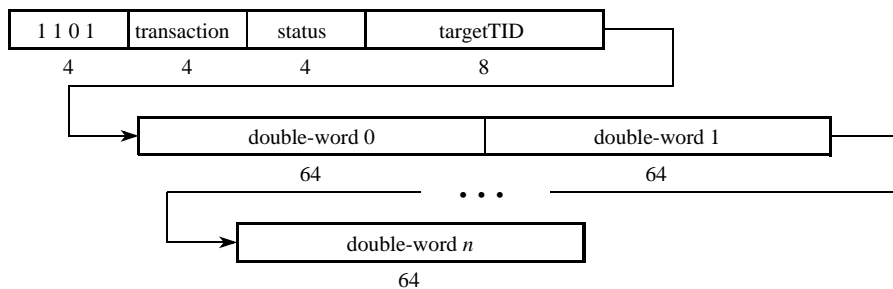 1 1 0 1 transaction status targetTID
4 4 4 8
double-word 0 double-word 1
64 64
• • •
double-word n
64